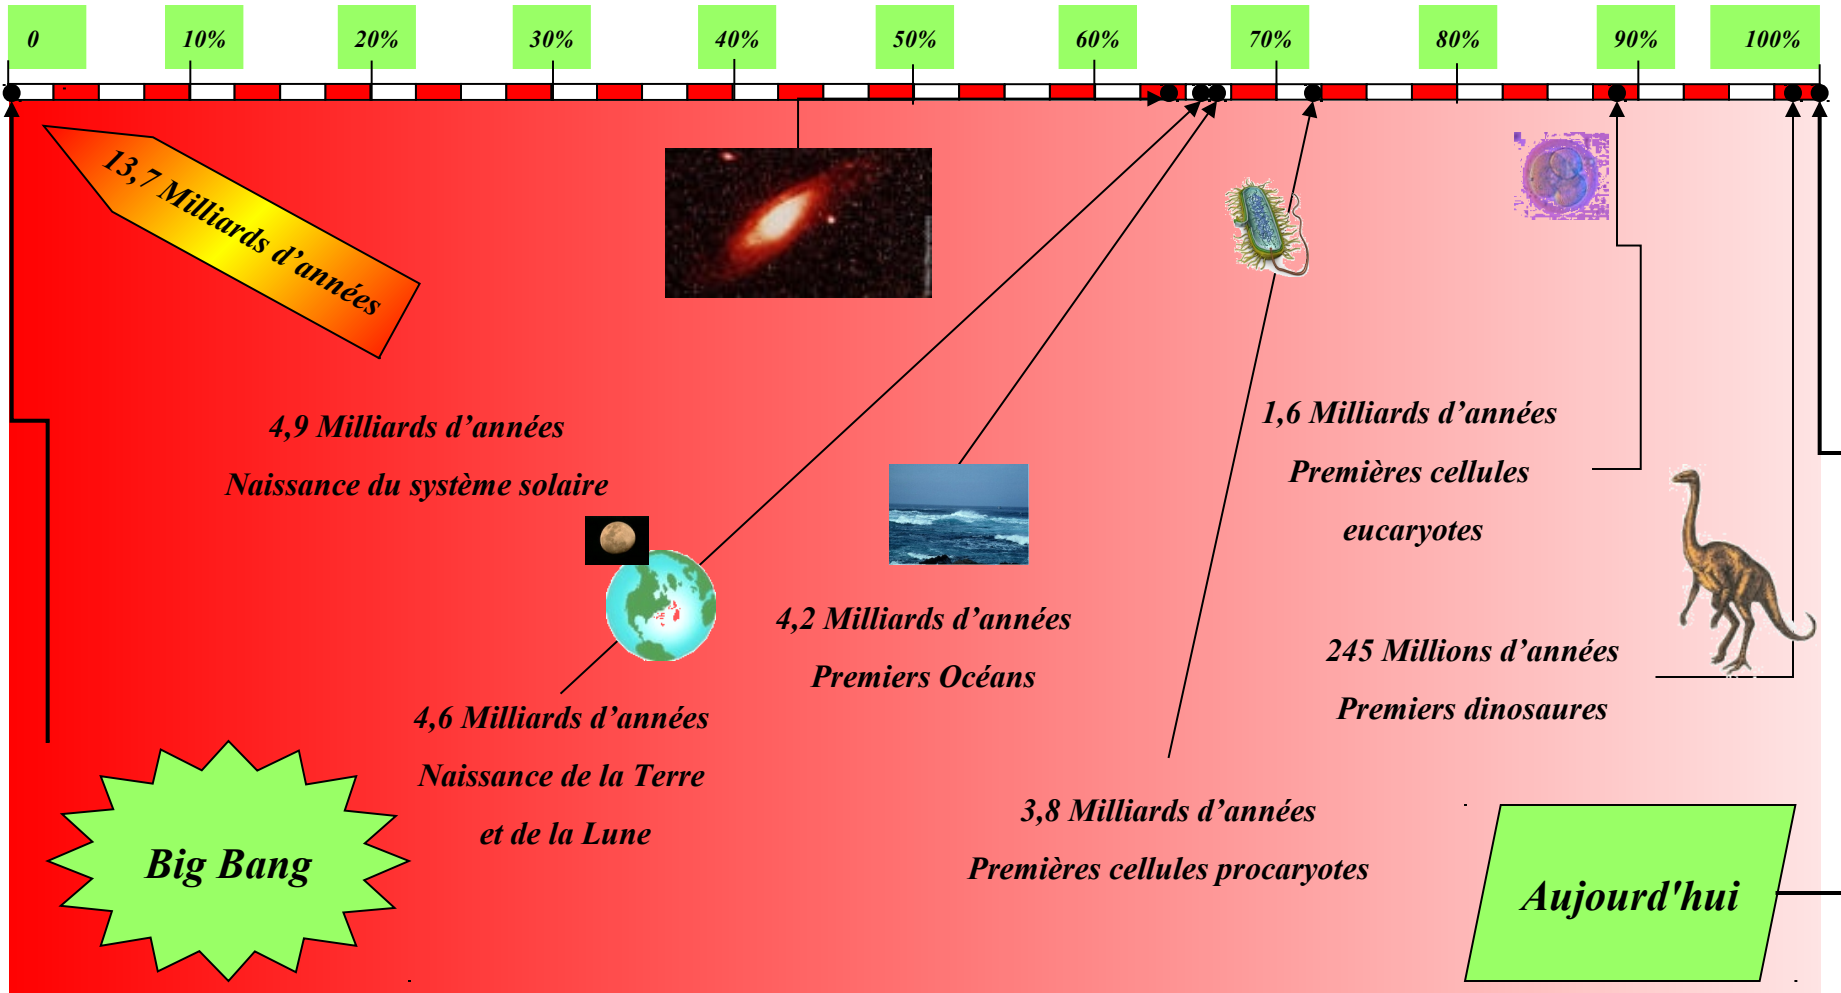 0 10% 20% 30% 40% 50% 60% 70% 80% 90% 100%
13,7 Milliards d’années
4,9 Milliards d’années
Naissance du système solaire
4,6 Milliards d’années
Naissance de la Terre
et de la Lune
4,2 Milliards d’années
Premiers Océans
3,8 Milliards d’années
Premières cellules procaryotes
1,6 Milliards d’années
Premières cellules
eucaryotes
245 Millions d’années
Premiers dinosaures
Big Bang
Aujourd'hui